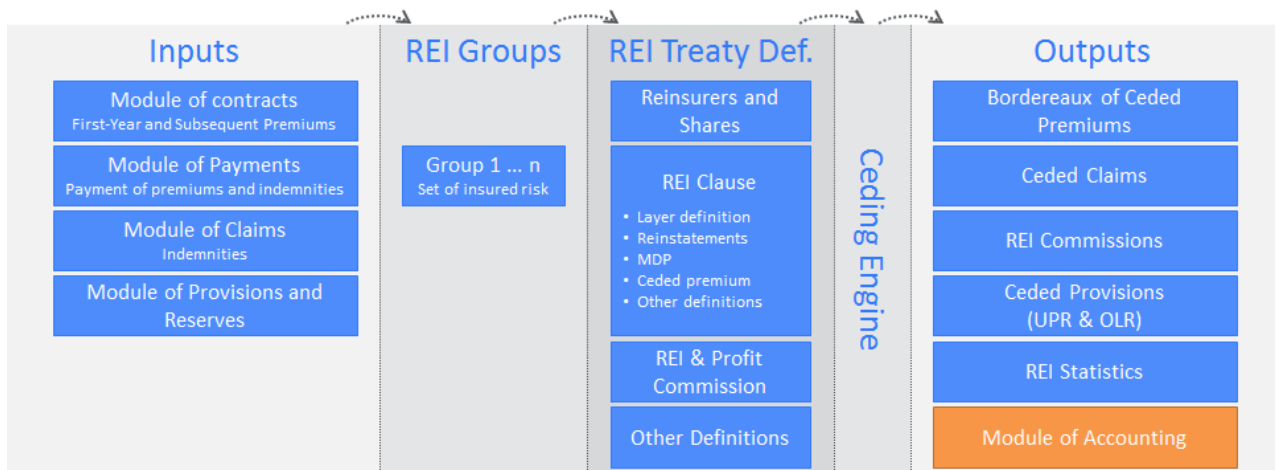 Inputs
Module of contracts
First-Year and Subsequent Premiums
Module of Payments
Payment of premiums and indemnities
Module of Claims
Indemnities
Module of Provisions and
Reserves
REI Groups
Group 1 ... n
Set of insured risk
REI Treaty Def.
Reinsurers and
Shares
REI Clause
• Layer definition
• Reinstatements
• MDP
• Ceded premium
• Other definitions
REI & Profit
Commission
Other Definitions
Ceding Engine
Outputs
Bordereaux of Ceded
Premiums
Ceded Claims
REI Commissions
Ceded Provisions
(UPR & OLR)
REI Statistics
Module of Accounting